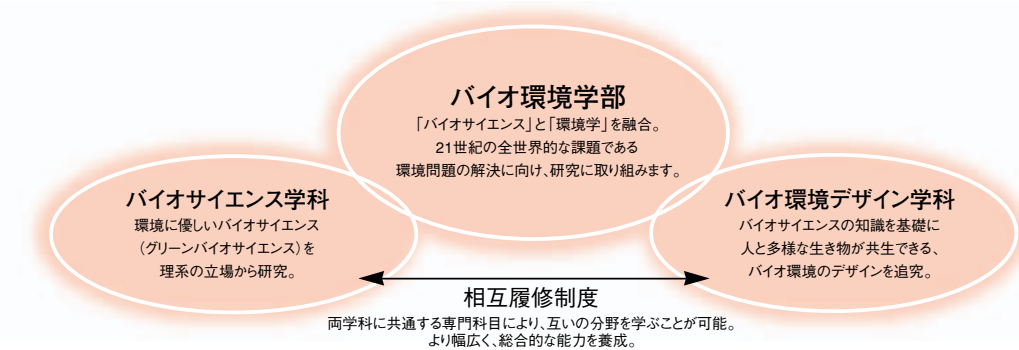 バイオ環境学部
「バイオサイエンス」と「環境学」を融合。
21世紀の全世界的な課題である
環境問題の解決に向け、研究に取り組みます。
バイオサイエンス学科
環境に優しいバイオサイエンス
（グリーンバイオサイエンス）を
理系の立場から研究。
バイオ環境デザイン学科
バイオサイエンスの知識を基礎に
人と多様な生き物が共生できる、
バイオ環境のデザインを追究。
相互履修制度
両学科に共通する専門科目により、互いの分野を学ぶことが可能。
より幅広く、総合的な能力を養成。